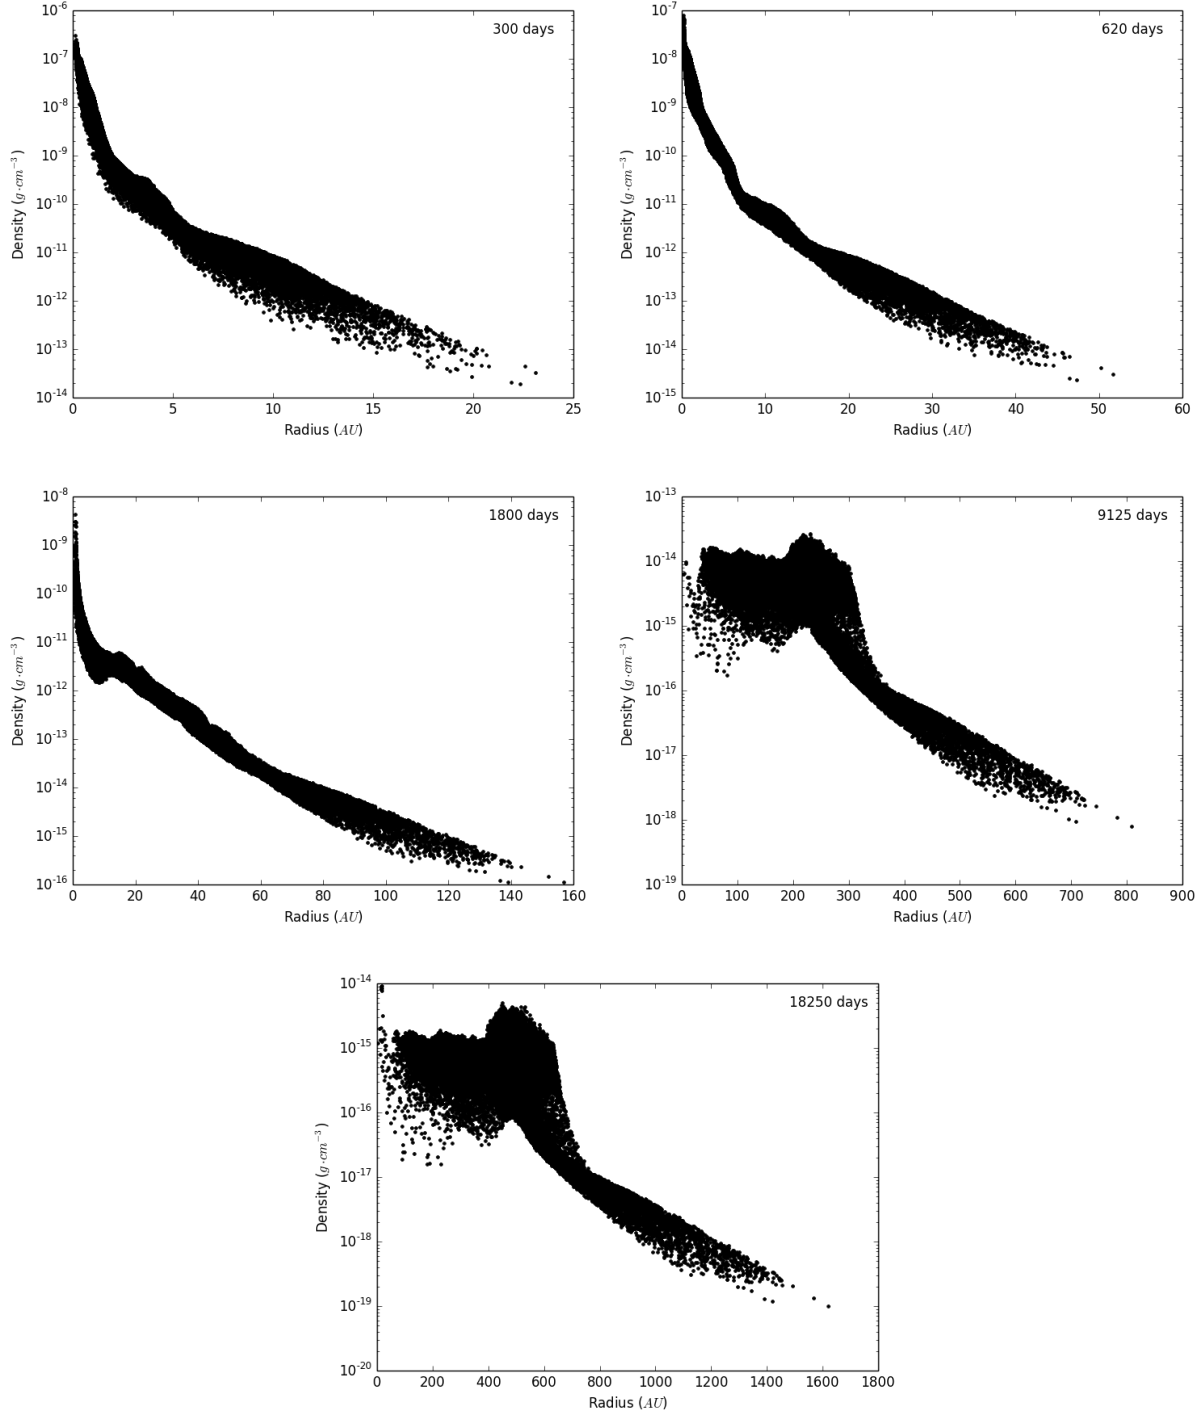 300 days
10^-6
10^-7
10^-8
10^-9
10^-10
10^-11
10^-12
10^-13
10^-14
Density (g·cm^-3)
0 5 10 15 20 25
Radius (AU)
620 days
10^-7
10^-8
10^-9
10^-10
10^-11
10^-12
10^-13
10^-14
10^-15
Density (g·cm^-3)
0 10 20 30 40 50 60
Radius (AU)
1800 days
10^-8
10^-9
10^-10
10^-11
10^-12
10^-13
10^-14
10^-15
10^-16
Density (g·cm^-3)
0 20 40 60 80 100 120 140 160
Radius (AU)
9125 days
10^-13
10^-14
10^-15
10^-16
10^-17
10^-18
10^-19
Density (g·cm^-3)
0 100 200 300 400 500 600 700 800 900
Radius (AU)
18250 days
10^-14
10^-15
10^-16
10^-17
10^-18
10^-19
10^-20
Density (g·cm^-3)
0 200 400 600 800 1000 1200 1400 1600 1800
Radius (AU)